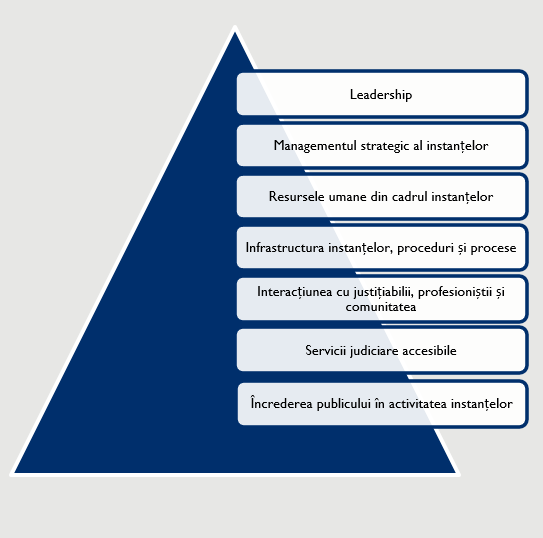 Leadership
Managementul strategic al instanțelor
Resursele umane din cadrul instanțelor
Infrastructura instanțelor, proceduri și procese
Interacțiunea cu justițiabilii, profesioniștii și
comunitatea
Servicii judiciare accesibile
Încrederea publicului în activitatea instanțelor